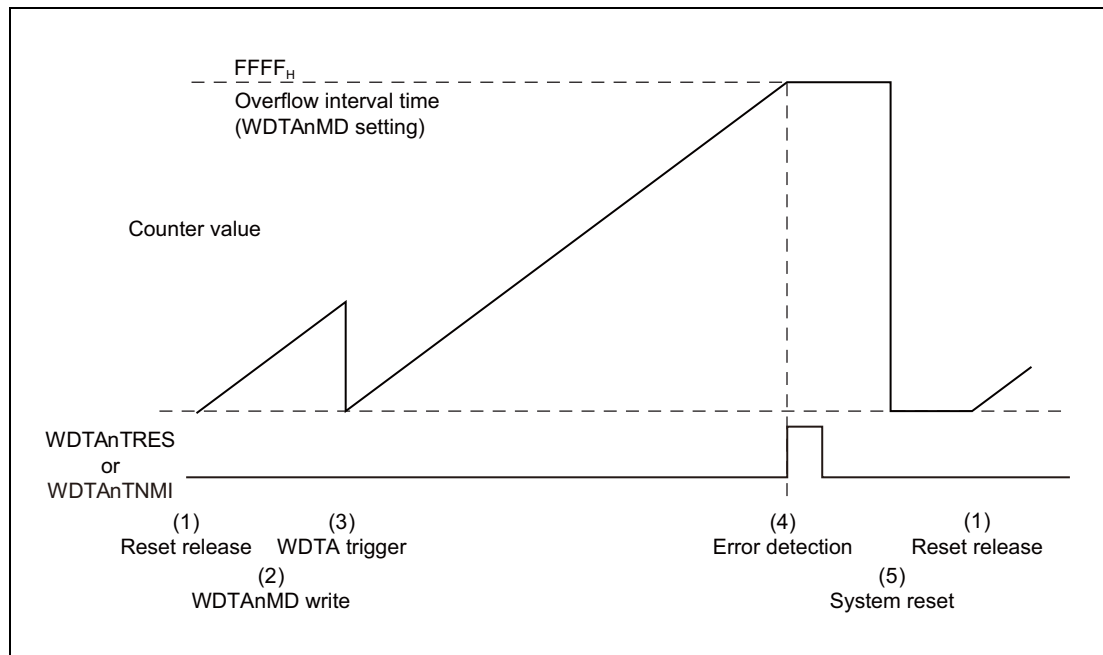 FFFFH
Overflow interval time
(WDTAnMD setting)
Counter value
WDTAnTRES
or
WDTAnTNMI
(1)
Reset release
(2)
WDTAnMD write
(3)
WDTA trigger
(4)
Error detection
(5)
System reset
(1)
Reset release